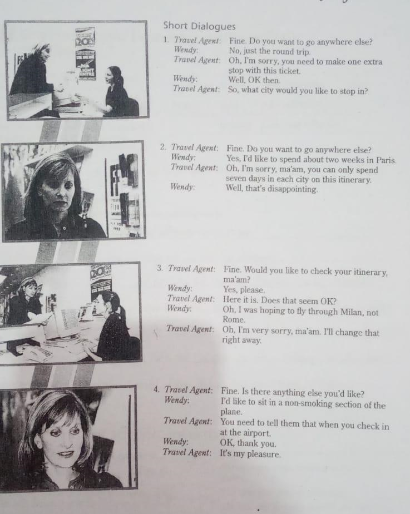 Short Dialogues
1. Travel Agent: Fine. Do you want to go anywhere else?
Wendy: No, just the round trip.
Travel Agent: Oh, I'm sorry, you need to make one extra
stop with this ticket.
Wendy: Well, OK then.
Travel Agent: So, what city would you like to stop in?
2. Travel Agent: Fine. Do you want to go anywhere else?
Wendy: Yes, I'd like to spend about two weeks in Paris.
Travel Agent: Oh, I'm sorry, ma'am, you can only spend
seven days in each city on this itinerary.
Wendy: Well, that's disappointing.
3. Travel Agent: Fine. Would you like to check your itinerary,
ma'am?
Wendy: Yes, please.
Travel Agent: Here it is. Does that seem OK?
Wendy: Oh, I was hoping to fly through Milan, not
Rome.
Travel Agent: Oh, I'm very sorry, ma'am. I'll change that
right away.
4. Travel Agent: Fine. Is there anything else you'd like?
Wendy: I'd like to sit in a non-smoking section of the
plane.
Travel Agent: You need to tell them that when you check in
at the airport.
Wendy: OK, thank you.
Travel Agent: It's my pleasure.